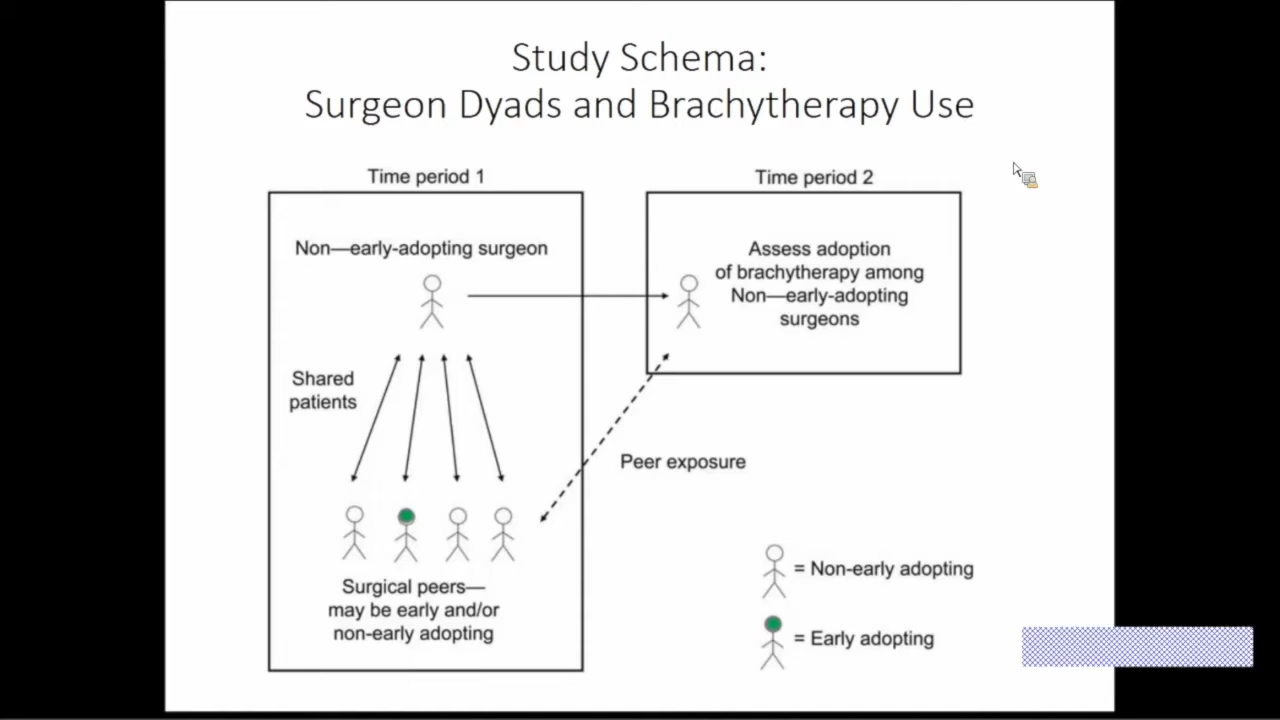 Study Schema:
Surgeon Dyads and Brachytherapy Use
Time period 1
Non—early-adopting surgeon
Shared
patients
Surgical peers—
may be early and/or
non-early adopting
Time period 2
Assess adoption
of brachytherapy among
Non—early-adopting
surgeons
Peer exposure
= Non-early adopting
= Early adopting